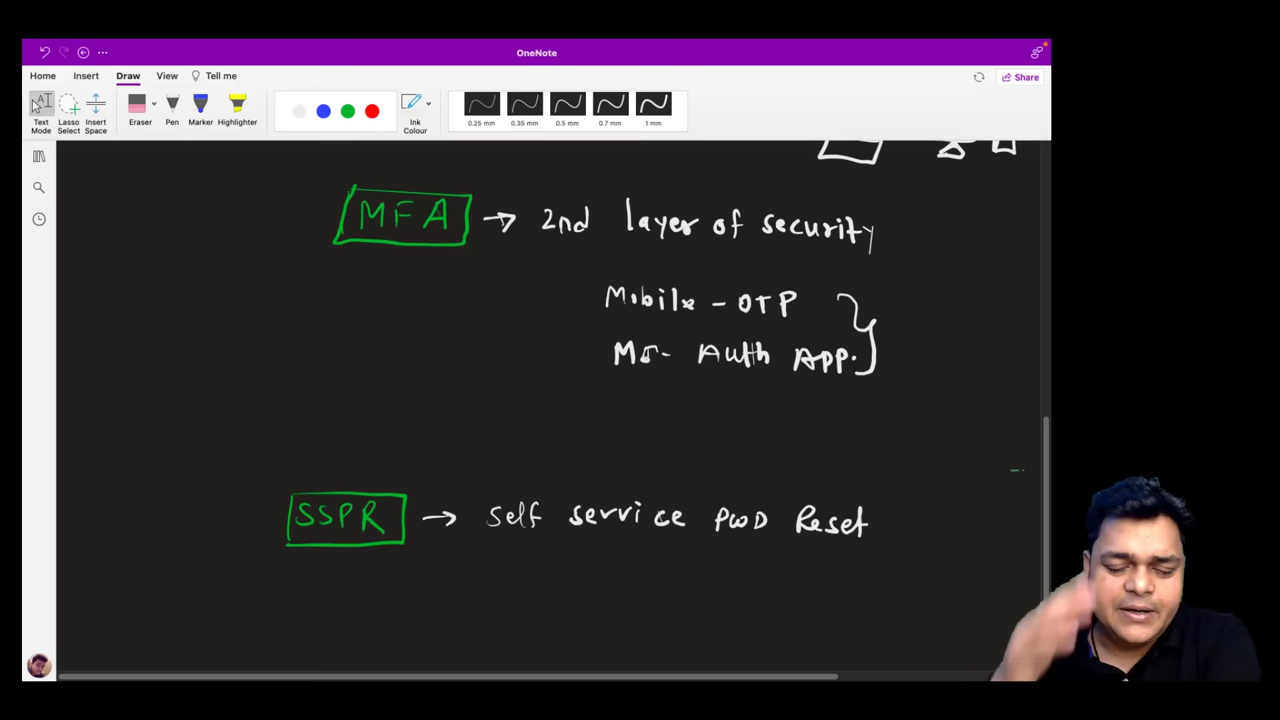 OneNote
Home Insert Draw View Tell me
Share
Text Mode
Lasso Select
Insert Space
Eraser
Pen
Marker
Highlighter
Ink Colour
0.25 mm
0.35 mm
0.5 mm
0.7 mm
1 mm
MFA → 2nd layer of security
Mobile - OTP
MS- Auth APP.
SSPR → Self service PWD Reset